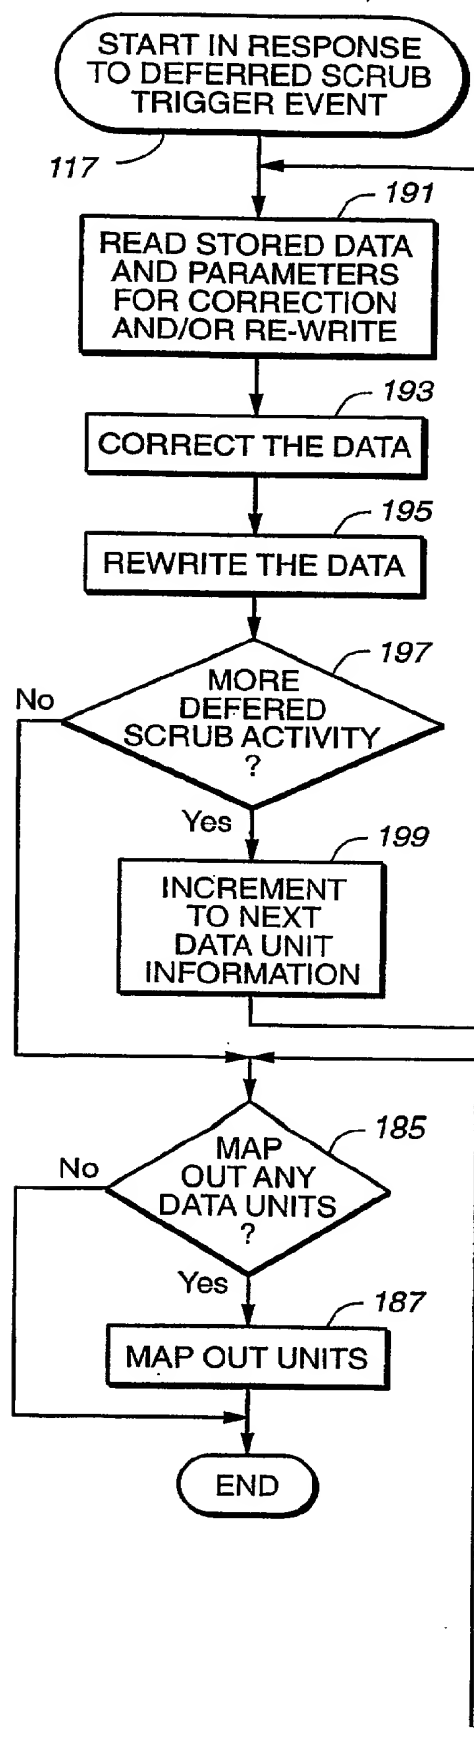 START IN RESPONSE
TO DEFERRED SCRUB
TRIGGER EVENT
117
191
READ STORED DATA
AND PARAMETERS
FOR CORRECTION
AND/OR RE-WRITE
193
CORRECT THE DATA
195
REWRITE THE DATA
197
MORE
DEFERED
SCRUB ACTIVITY
?
No
Yes
199
INCREMENT
TO NEXT
DATA UNIT
INFORMATION
185
MAP
OUT ANY
DATA UNITS
?
No
Yes
187
MAP OUT UNITS
END